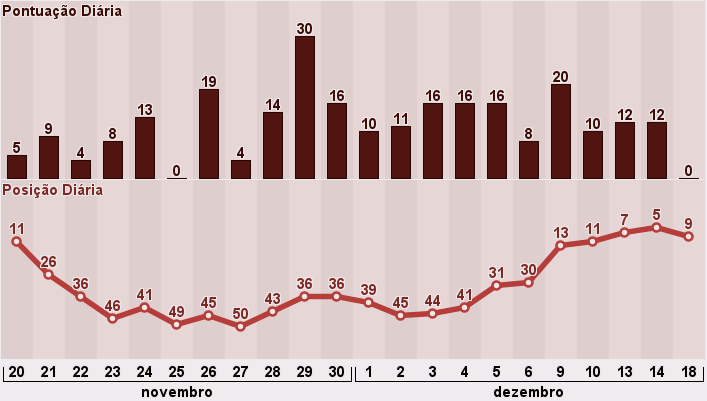 Pontuação Diária
5 9 4 8 13 0 19 4 14 30 16 10 11 16 16 16 8 20 10 12 12 0
Posição Diária
11 26 36 46 41 49 45 50 43 36 36 39 45 44 41 31 30 13 11 7 5 9
20 21 22 23 24 25 26 27 28 29 30 1 2 3 4 5 6 9 10 13 14 18
novembro dezembro